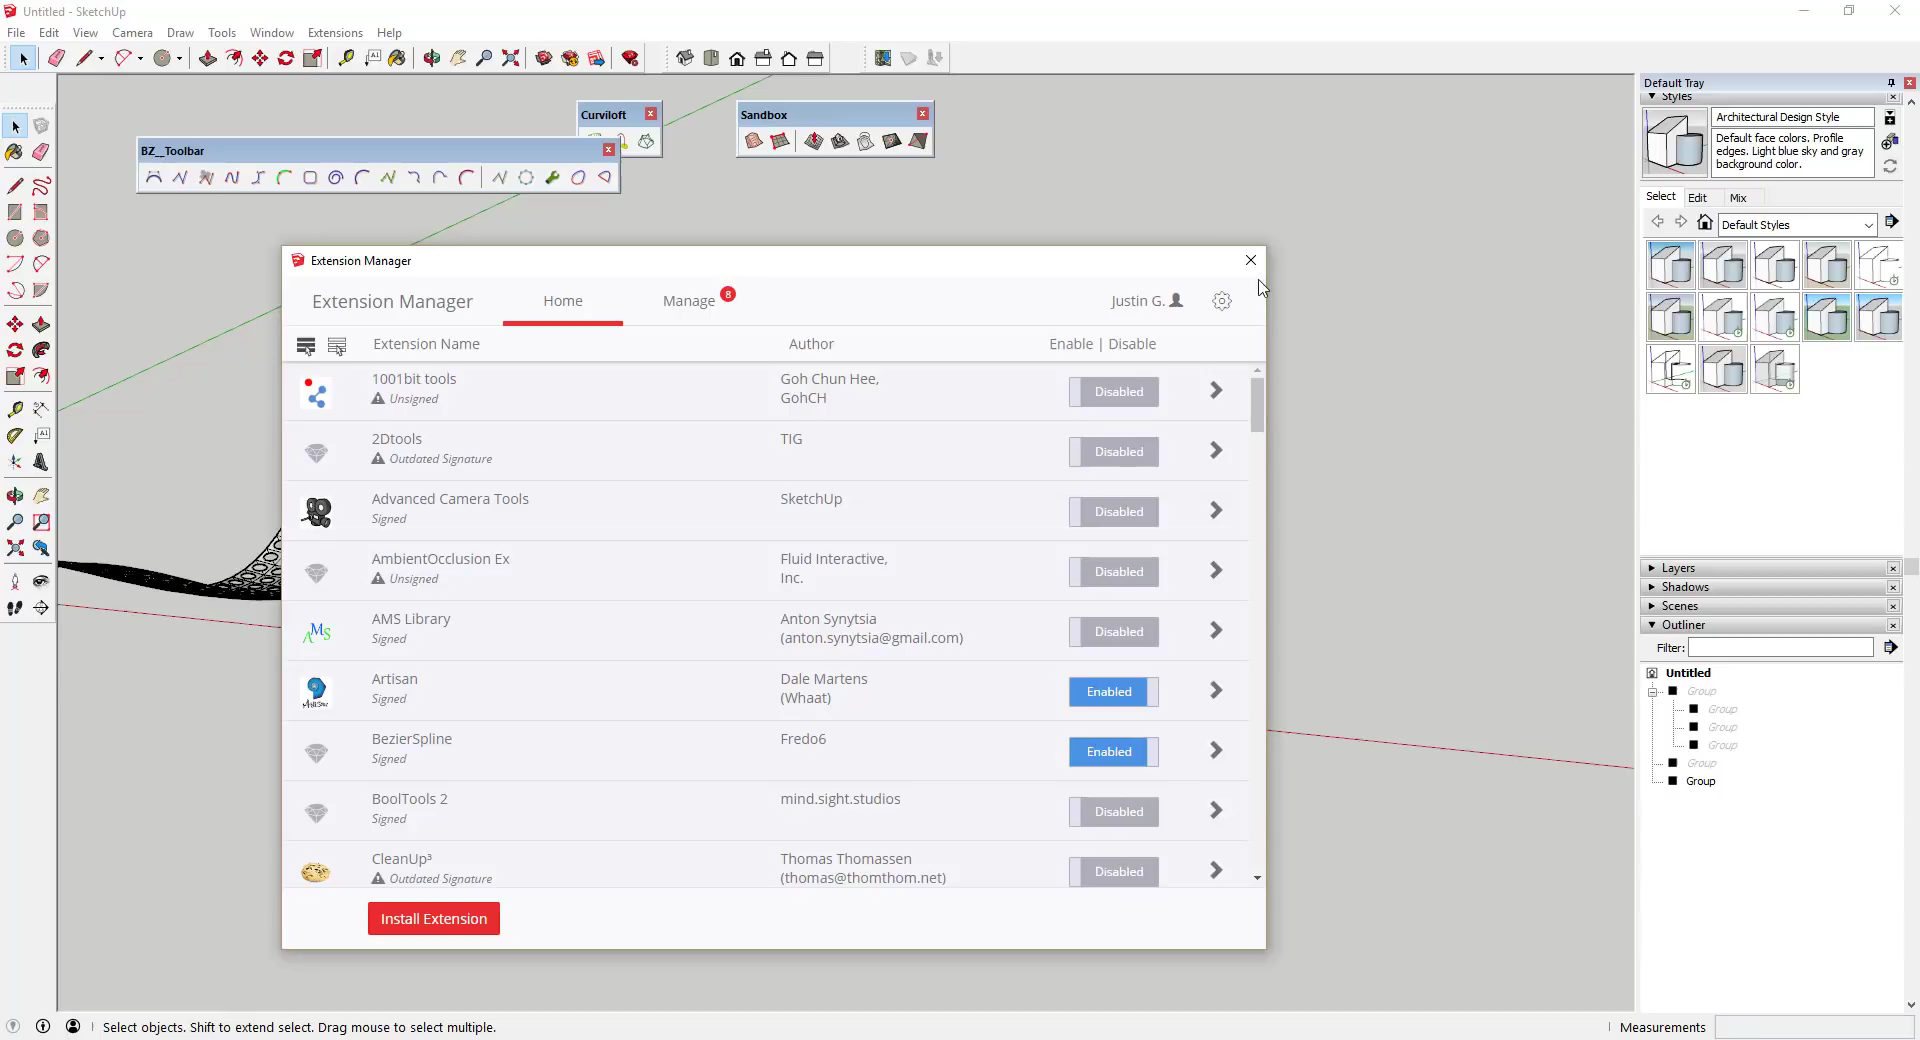 Untitled - SketchUp
File Edit View Camera Draw Tools Window Extensions Help
Default Tray
Styles
Architectural Design Style
Default face colors. Profile
edges. Light blue sky and gray
background color.
Select Edit Mix
Default Styles
Layers
Shadows
Scenes
Outliner
Filter:
Untitled
Group
Group
Group
Group
Group
Group
Curviloft
Sandbox
BZ__Toolbar
Extension Manager
Extension Manager Home Manage 8 Justin G.
Extension Name Author Enable | Disable
1001bit tools
Unsigned
Goh Chun Hee,
GohCH
Disabled
2Dtools
Outdated Signature
TIG
Disabled
Advanced Camera Tools
Signed
SketchUp
Disabled
AmbientOcclusion Ex
Unsigned
Fluid Interactive,
Inc.
Disabled
AMS
AMS Library
Signed
Anton Synytsia
(anton.synytsia@gmail.com)
Disabled
Artisan
Artisan
Signed
Dale Martens
(Whaat)
Enabled
BezierSpline
Signed
Fredo6
Enabled
BoolTools 2
Signed
mind.sight.studios
Disabled
CleanUp³
Outdated Signature
Thomas Thomassen
(thomas@thomthom.net)
Disabled
Install Extension
Select objects. Shift to extend select. Drag mouse to select multiple.
Measurements